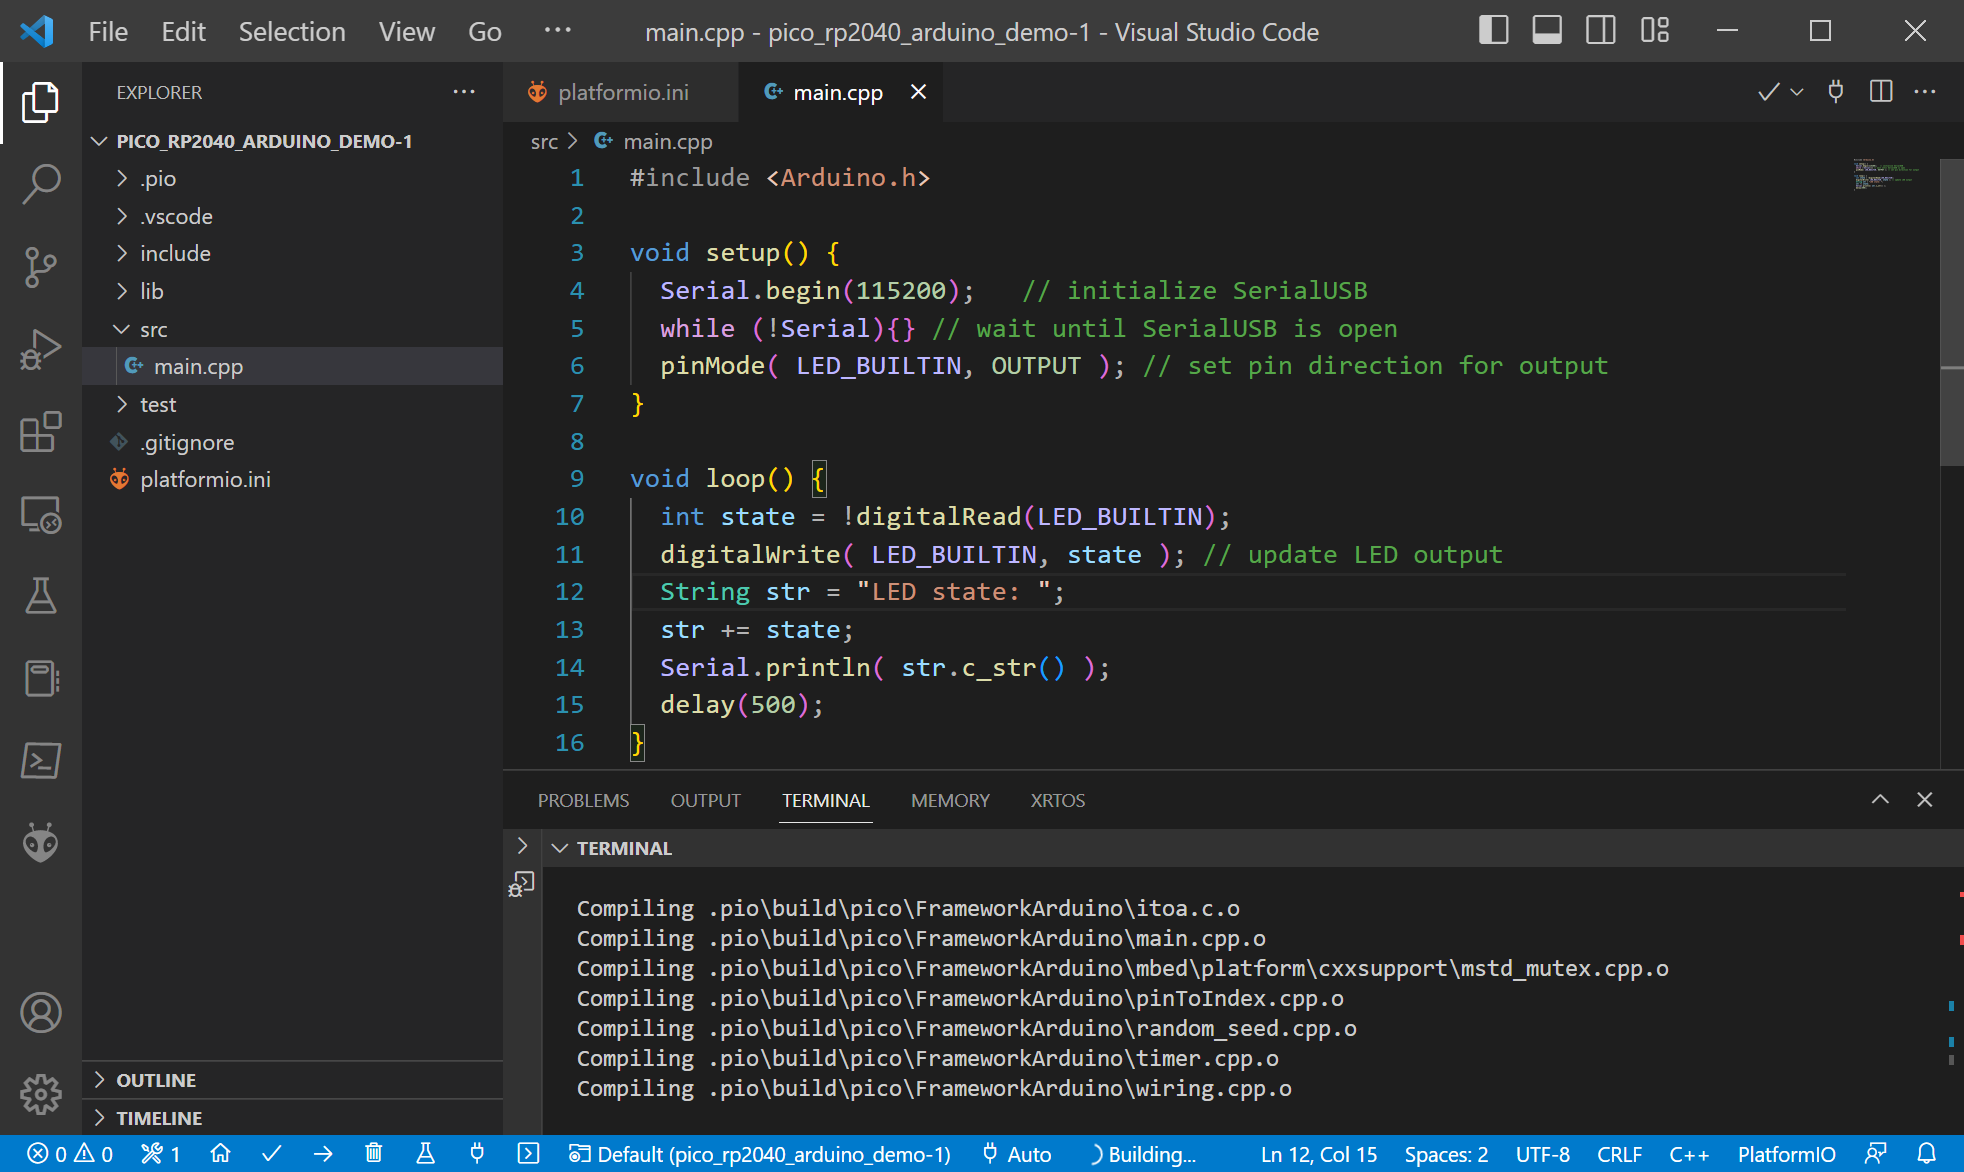 File Edit Selection View Go ··· main.cpp - pico_rp2040_arduino_demo-1 - Visual Studio Code
EXPLORER ···
PICO_RP2040_ARDUINO_DEMO-1
.pio
.vscode
include
lib
src
main.cpp
test
.gitignore
platformio.ini
OUTLINE
TIMELINE
platformio.ini main.cpp
src > main.cpp
1 #include <Arduino.h>
2
3 void setup() {
4 Serial.begin(115200); // initialize SerialUSB
5 while (!Serial){} // wait until SerialUSB is open
6 pinMode( LED_BUILTIN, OUTPUT ); // set pin direction for output
7 }
8
9 void loop() {
10 int state = !digitalRead(LED_BUILTIN);
11 digitalWrite( LED_BUILTIN, state ); // update LED output
12 String str = "LED state: ";
13 str += state;
14 Serial.println( str.c_str() );
15 delay(500);
16 }
PROBLEMS OUTPUT TERMINAL MEMORY XRTOS
TERMINAL
Compiling .pio\build\pico\FrameworkArduino\itoa.c.o
Compiling .pio\build\pico\FrameworkArduino\main.cpp.o
Compiling .pio\build\pico\FrameworkArduino\mbed\platform\cxxsupport\mstd_mutex.cpp.o
Compiling .pio\build\pico\FrameworkArduino\pinToIndex.cpp.o
Compiling .pio\build\pico\FrameworkArduino\random_seed.cpp.o
Compiling .pio\build\pico\FrameworkArduino\timer.cpp.o
Compiling .pio\build\pico\FrameworkArduino\wiring.cpp.o
0 0 1 Default (pico_rp2040_arduino_demo-1) Auto Building... Ln 12, Col 15 Spaces: 2 UTF-8 CRLF C++ PlatformIO